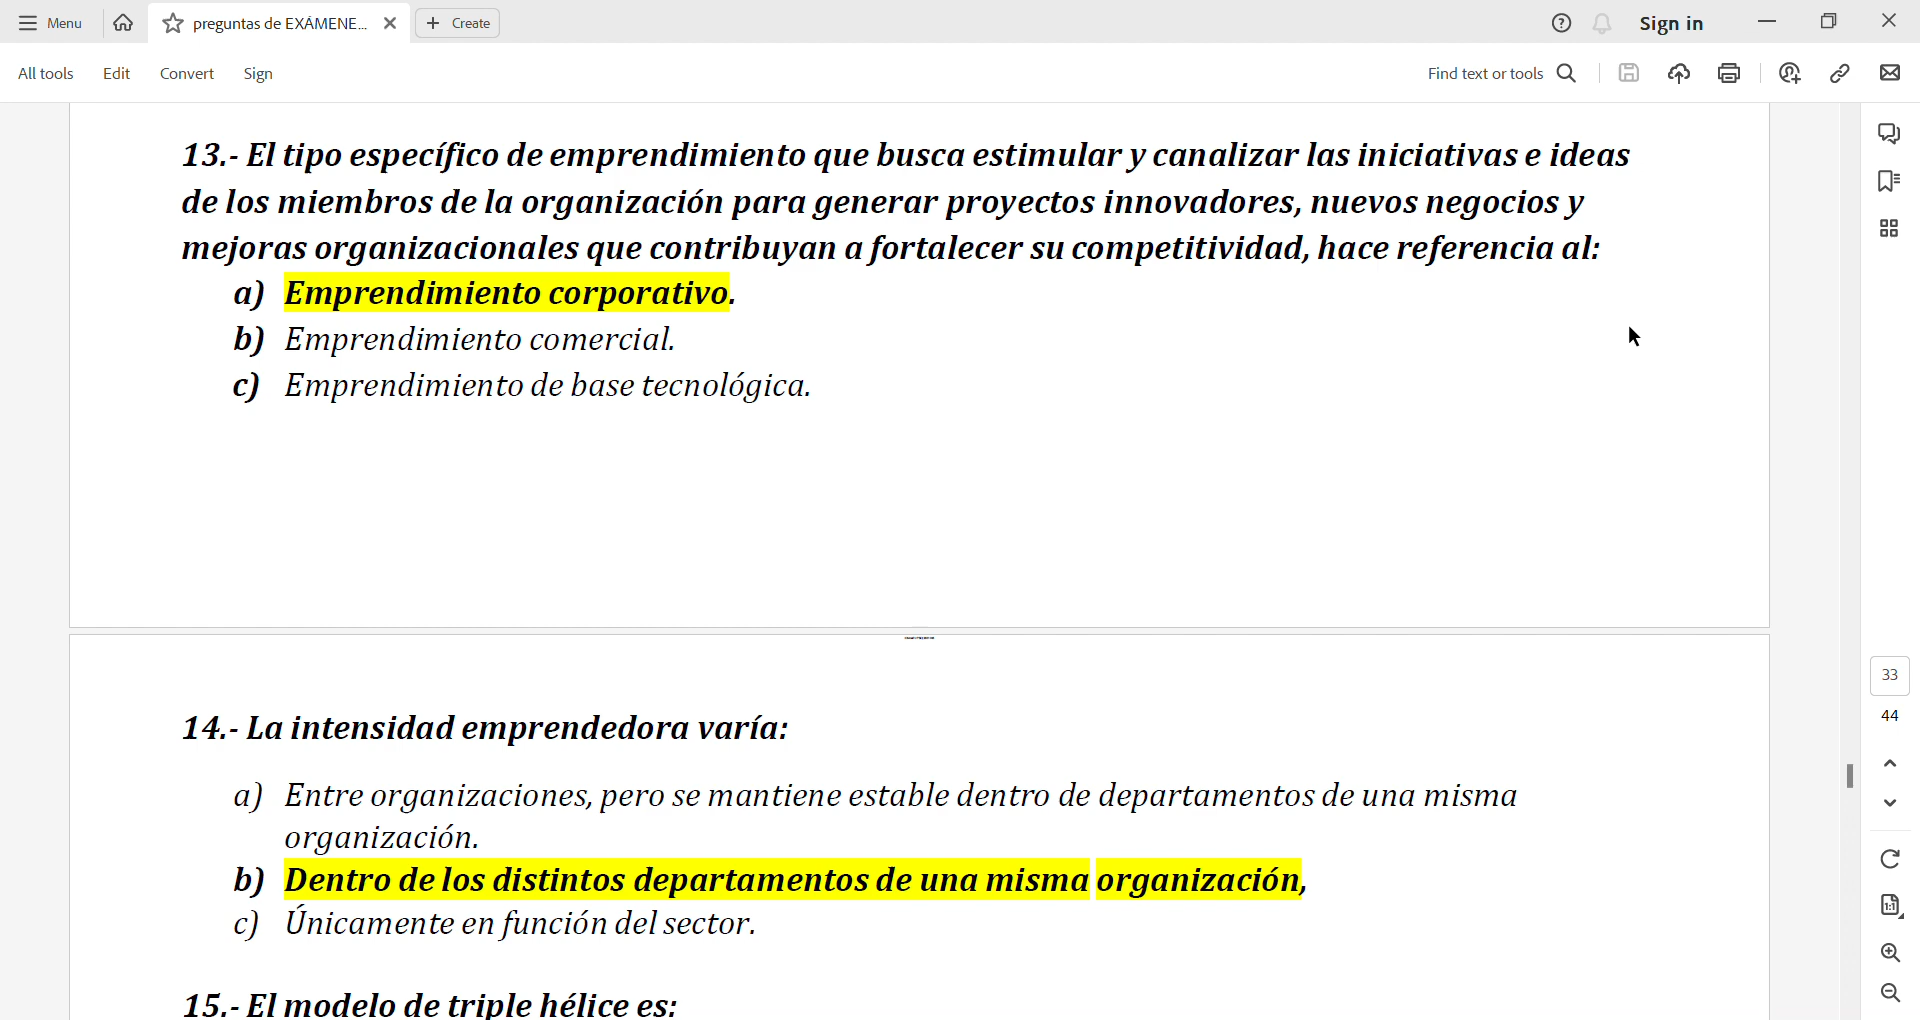 Menu
preguntas de EXÁMENE...
Create
Sign in
All tools
Edit
Convert
Sign
Find text or tools
13.- El tipo específico de emprendimiento que busca estimular y canalizar las iniciativas e ideas
de los miembros de la organización para generar proyectos innovadores, nuevos negocios y
mejoras organizacionales que contribuyan a fortalecer su competitividad, hace referencia al:
a) Emprendimiento corporativo.
b) Emprendimiento comercial.
c) Emprendimiento de base tecnológica.
33
44
14.- La intensidad emprendedora varía:
a) Entre organizaciones, pero se mantiene estable dentro de departamentos de una misma
organización.
b) Dentro de los distintos departamentos de una misma organización,
c) Únicamente en función del sector.
15.- El modelo de triple hélice es: